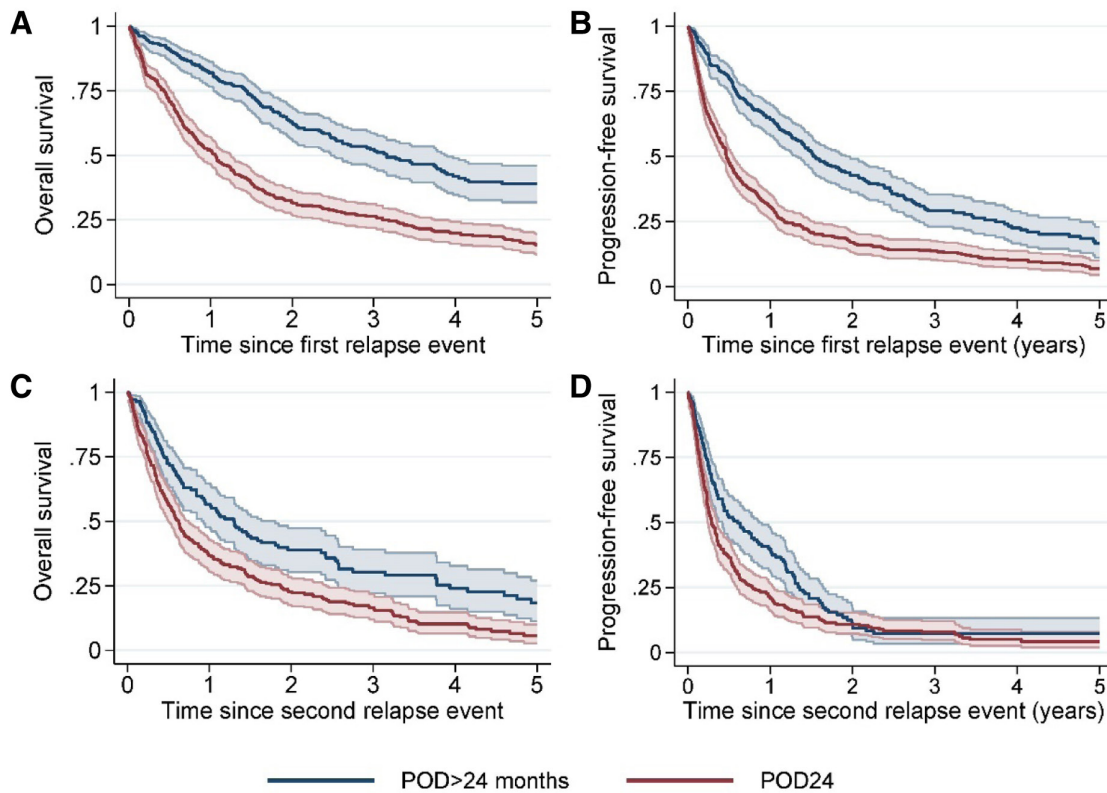 A
Overall survival
1
.75
.5
.25
0
0 1 2 3 4 5
Time since first relapse event
B
Progression-free survival
1
.75
.5
.25
0
0 1 2 3 4 5
Time since first relapse event (years)
C
Overall survival
1
.75
.5
.25
0
0 1 2 3 4 5
Time since second relapse event
D
Progression-free survival
1
.75
.5
.25
0
0 1 2 3 4 5
Time since second relapse event (years)
POD>24 months POD24